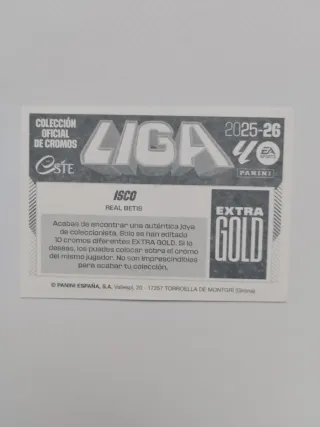 COLECCIÓN
OFICIAL
DE CROMOS
ESTE
LIGA
2025-26
EA
SPORTS
PANINI
ISCO
REAL BETIS
Acabas de encontrar una auténtica joya
de coleccionista. Solo se han editado
10 cromos diferentes EXTRA GOLD. Si lo
deseas, los puedes colocar sobre el cromo
del mismo jugador. No son imprescindibles
para acabar tu colección.
EXTRA
GOLD
© PANINI ESPAÑA, S.A. Vallespí, 20 - 17257 TORROELLA DE MONTGRÍ (Girona)